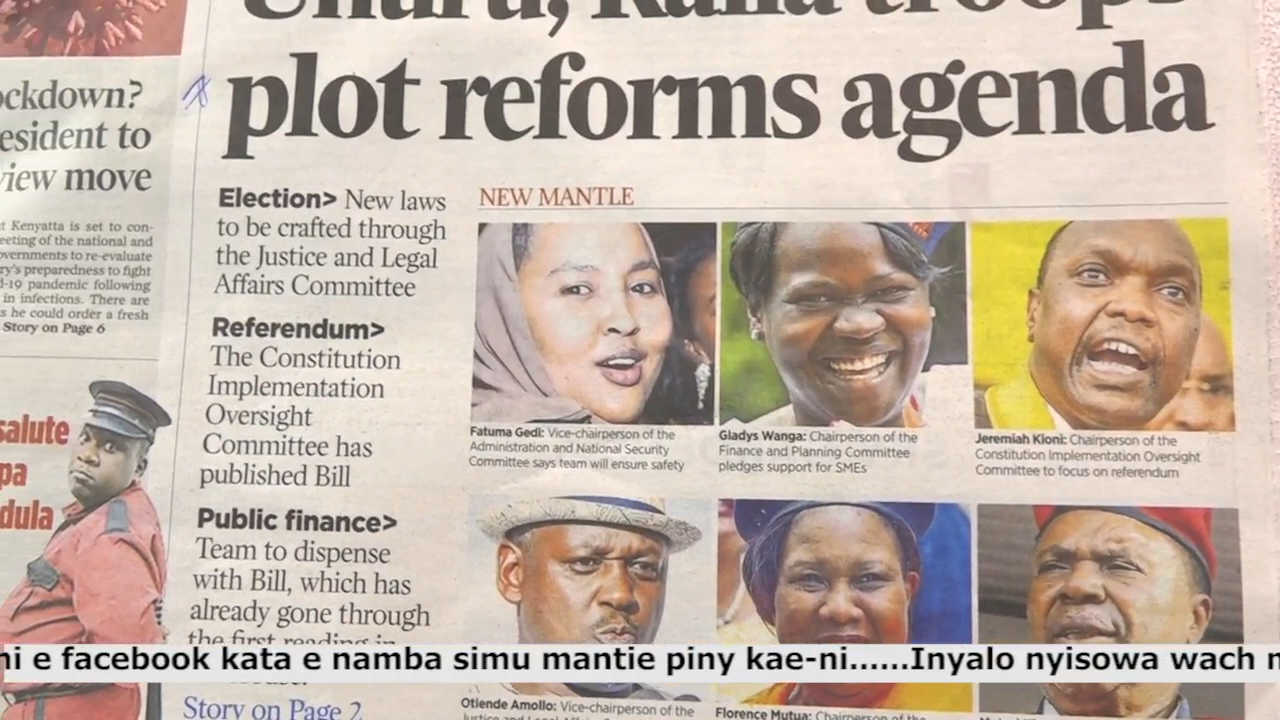 plot reforms agenda
ockdown?
esident to
view move
t Kenyatta is set to con-
eeting of the national and
overnments to re-evaluate
ry's preparedness to fight
d-19 pandemic following
in infections. There are
s he could order a fresh
Story on Page 6
salute
pa
dula
Election> New laws
to be crafted through
the Justice and Legal
Affairs Committee
Referendum>
The Constitution
Implementation
Oversight
Committee has
published Bill
Public finance>
Team to dispense
with Bill, which has
already gone through
the first reading in
Story on Page 2
NEW MANTLE
Fatuma Gedi: Vice-chairperson of the
Administration and National Security
Committee says team will ensure safety
Gladys Wanga: Chairperson of the
Finance and Planning Committee
pledges support for SMEs
Jeremiah Kioni: Chairperson of the
Constitution Implementation Oversight
Committee to focus on referendum
Otiende Amollo: Vice-chairperson of the
Florence Mutua: Chairperson of the
ni e facebook kata e namba simu mantie piny kae-ni......Inyalo nyisowa wach